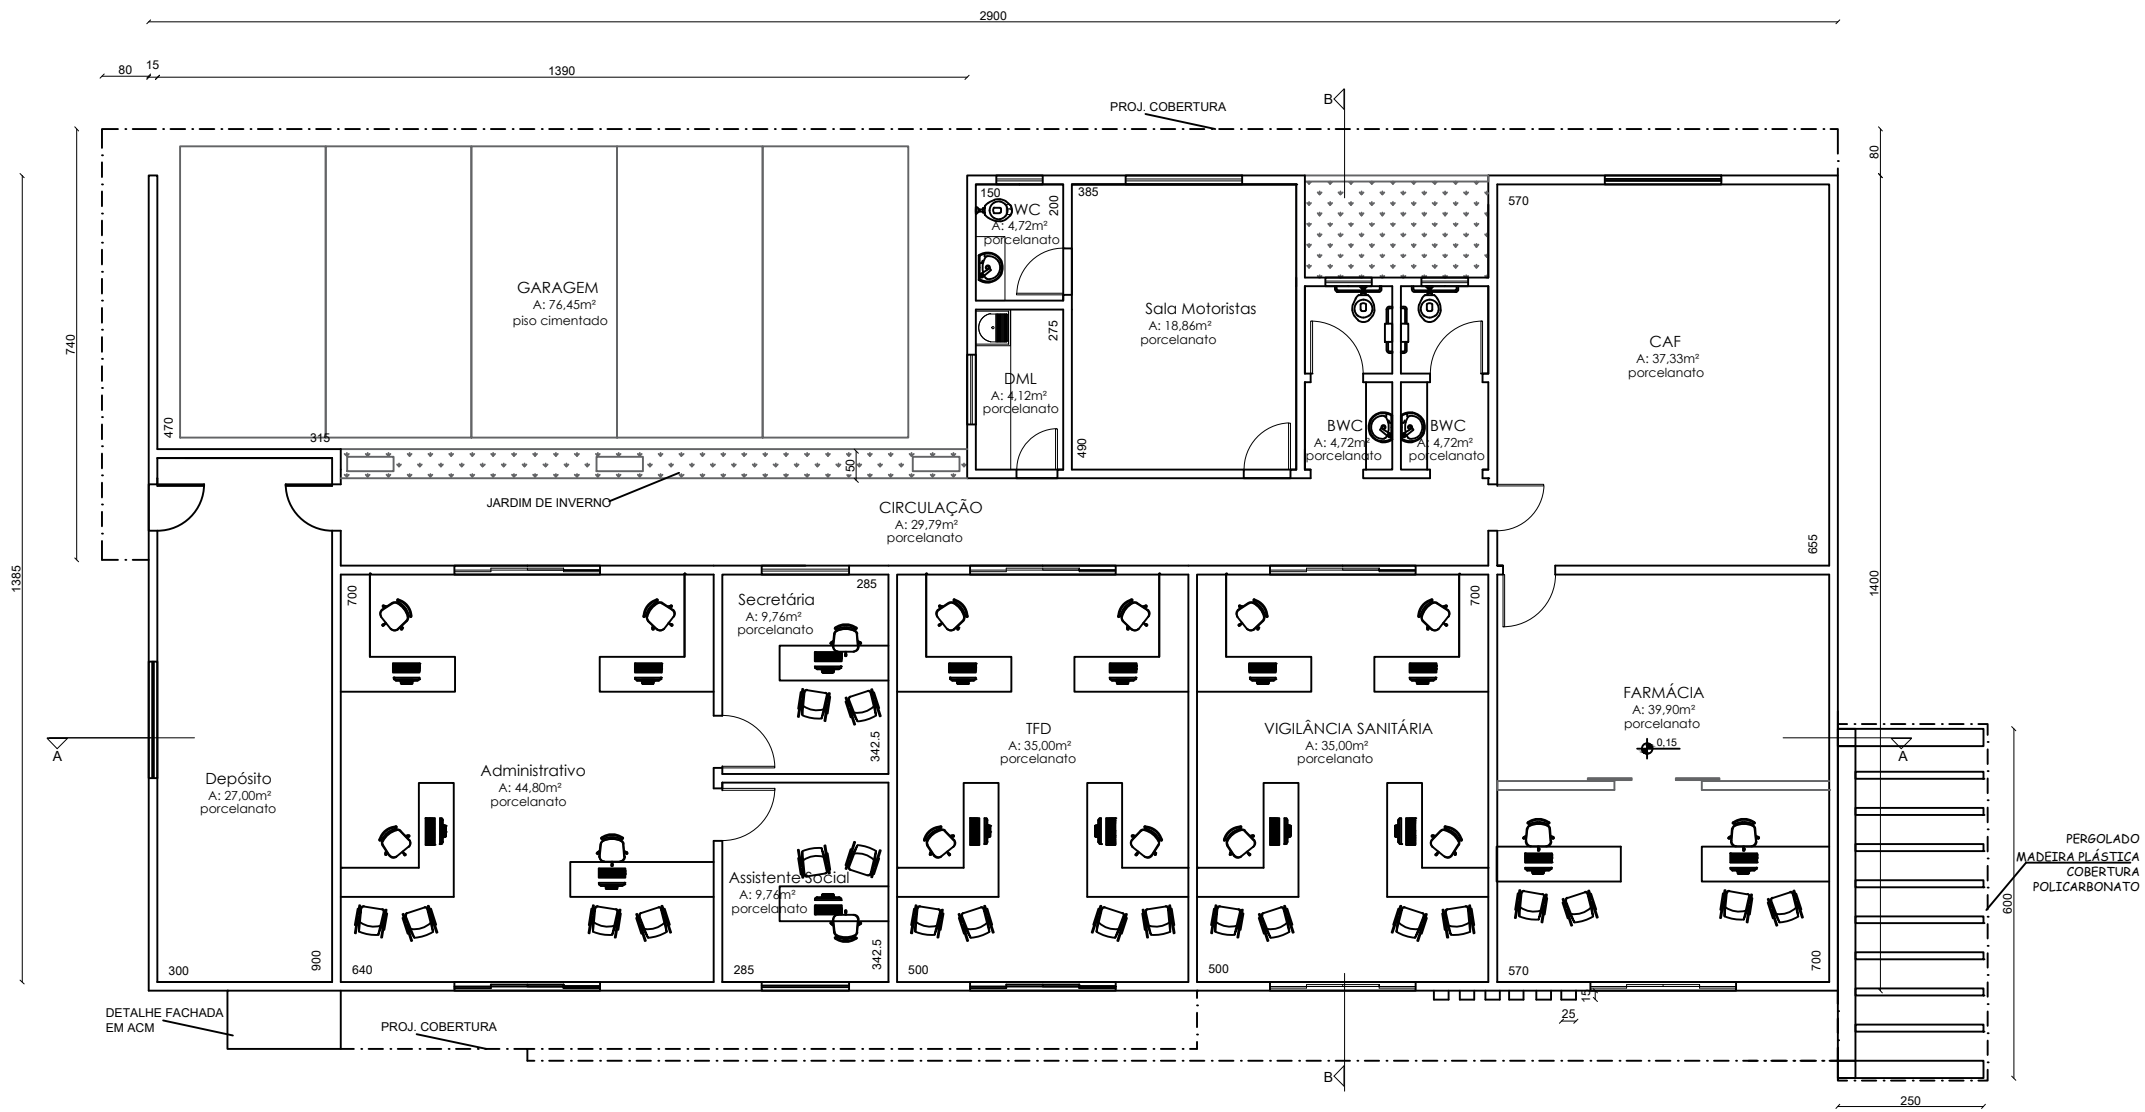 2900
80
15
1390
PROJ. COBERTURA
B
80
740
1385
1400
GARAGEM
A: 76,45m²
piso cimentado
470
315
50
JARDIM DE INVERNO
150
WC
200
A: 4,72m²
porcelanato
275
DML
A: 4,12m²
porcelanato
385
Sala Motoristas
A: 18,86m²
porcelanato
490
BWC
A: 4,72m²
porcelanato
BWC
A: 4,72m²
porcelanato
570
CAF
A: 37,33m²
porcelanato
655
CIRCULAÇÃO
A: 29,79m²
porcelanato
A
Depósito
A: 27,00m²
porcelanato
300
900
700
Administrativo
A: 44,80m²
porcelanato
640
285
Secretária
A: 9,76m²
porcelanato
342.5
Assistente Social
A: 9,76m²
porcelanato
285
342.5
TFD
A: 35,00m²
porcelanato
500
700
VIGILÂNCIA SANITÁRIA
A: 35,00m²
porcelanato
500
FARMÁCIA
A: 39,90m²
porcelanato
0,15
570
700
A
PERGOLADO
MADEIRA PLÁSTICA
COBERTURA
POLICARBONATO
600
15
25
DETALHE FACHADA
EM ACM
PROJ. COBERTURA
B
250